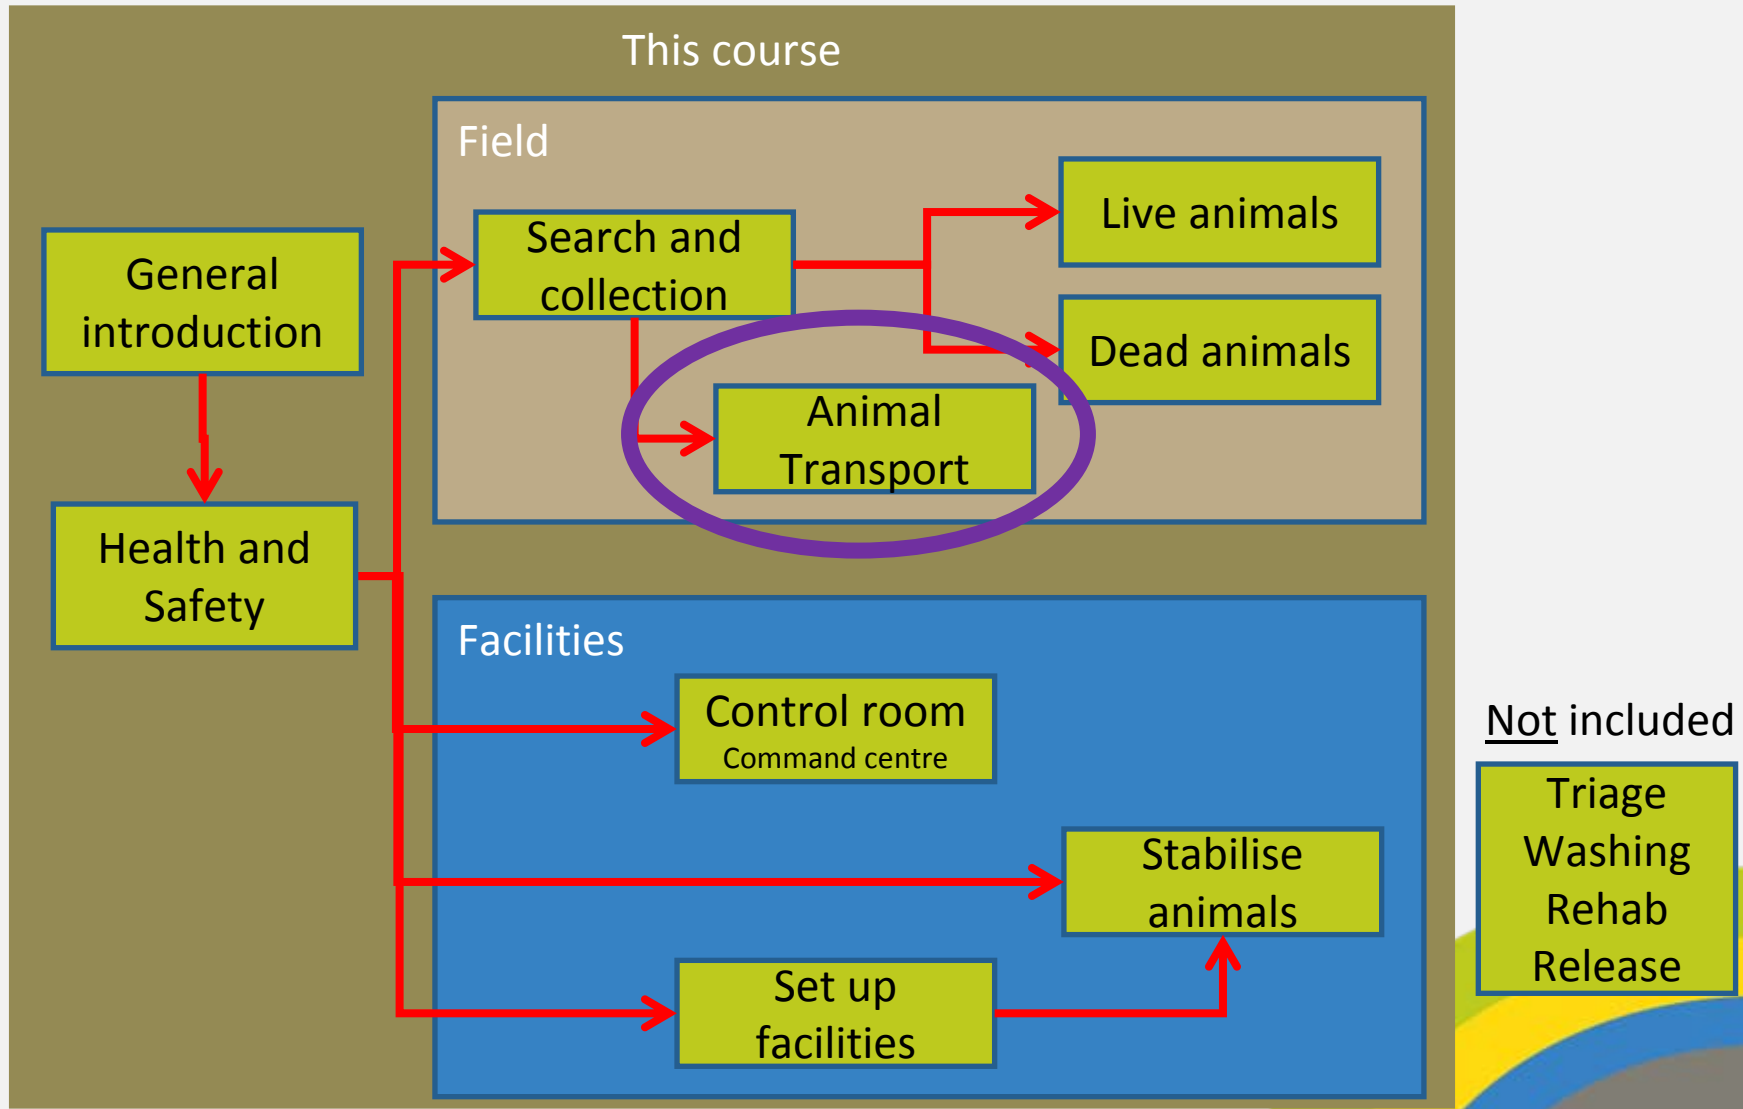 This course
Field
Search and
collection
Live animals
Dead animals
Animal
Transport
General
introduction
Health and
Safety
Facilities
Control room
Command centre
Stabilise
animals
Set up
facilities
Not included
Triage
Washing
Rehab
Release